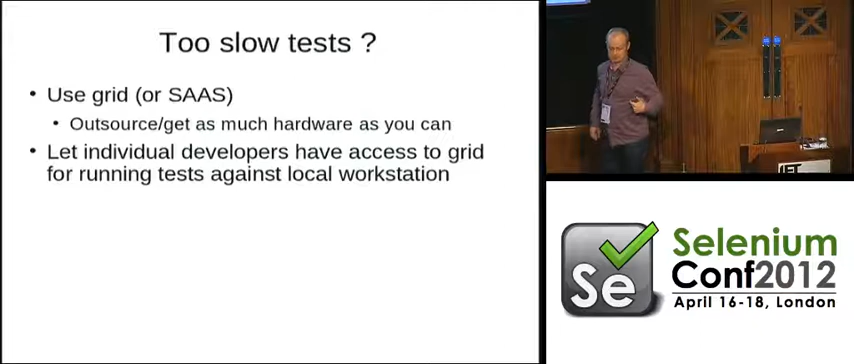 Too slow tests ?
• Use grid (or SAAS)
• Outsource/get as much hardware as you can
• Let individual developers have access to grid
for running tests against local workstation
IET
Se
Selenium
Conf2012
April 16-18, London